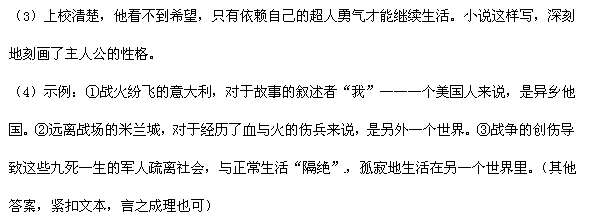 （3）上校清楚，他看不到希望，只有依赖自己的超人勇气才能继续生活。小说这样写，深刻
地刻画了主人公的性格。
（4）示例：①战火纷飞的意大利，对于故事的叙述者“我”———一个美国人来说，是异乡他
国。②远离战场的米兰城，对于经历了血与火的伤兵来说，是另外一个世界。③战争的创伤导
致这些九死一生的军人疏离社会，与正常生活“隔绝”.，孤寂地生活在另一个世界里。（其他
答案，紧扣文本，言之成理也可）